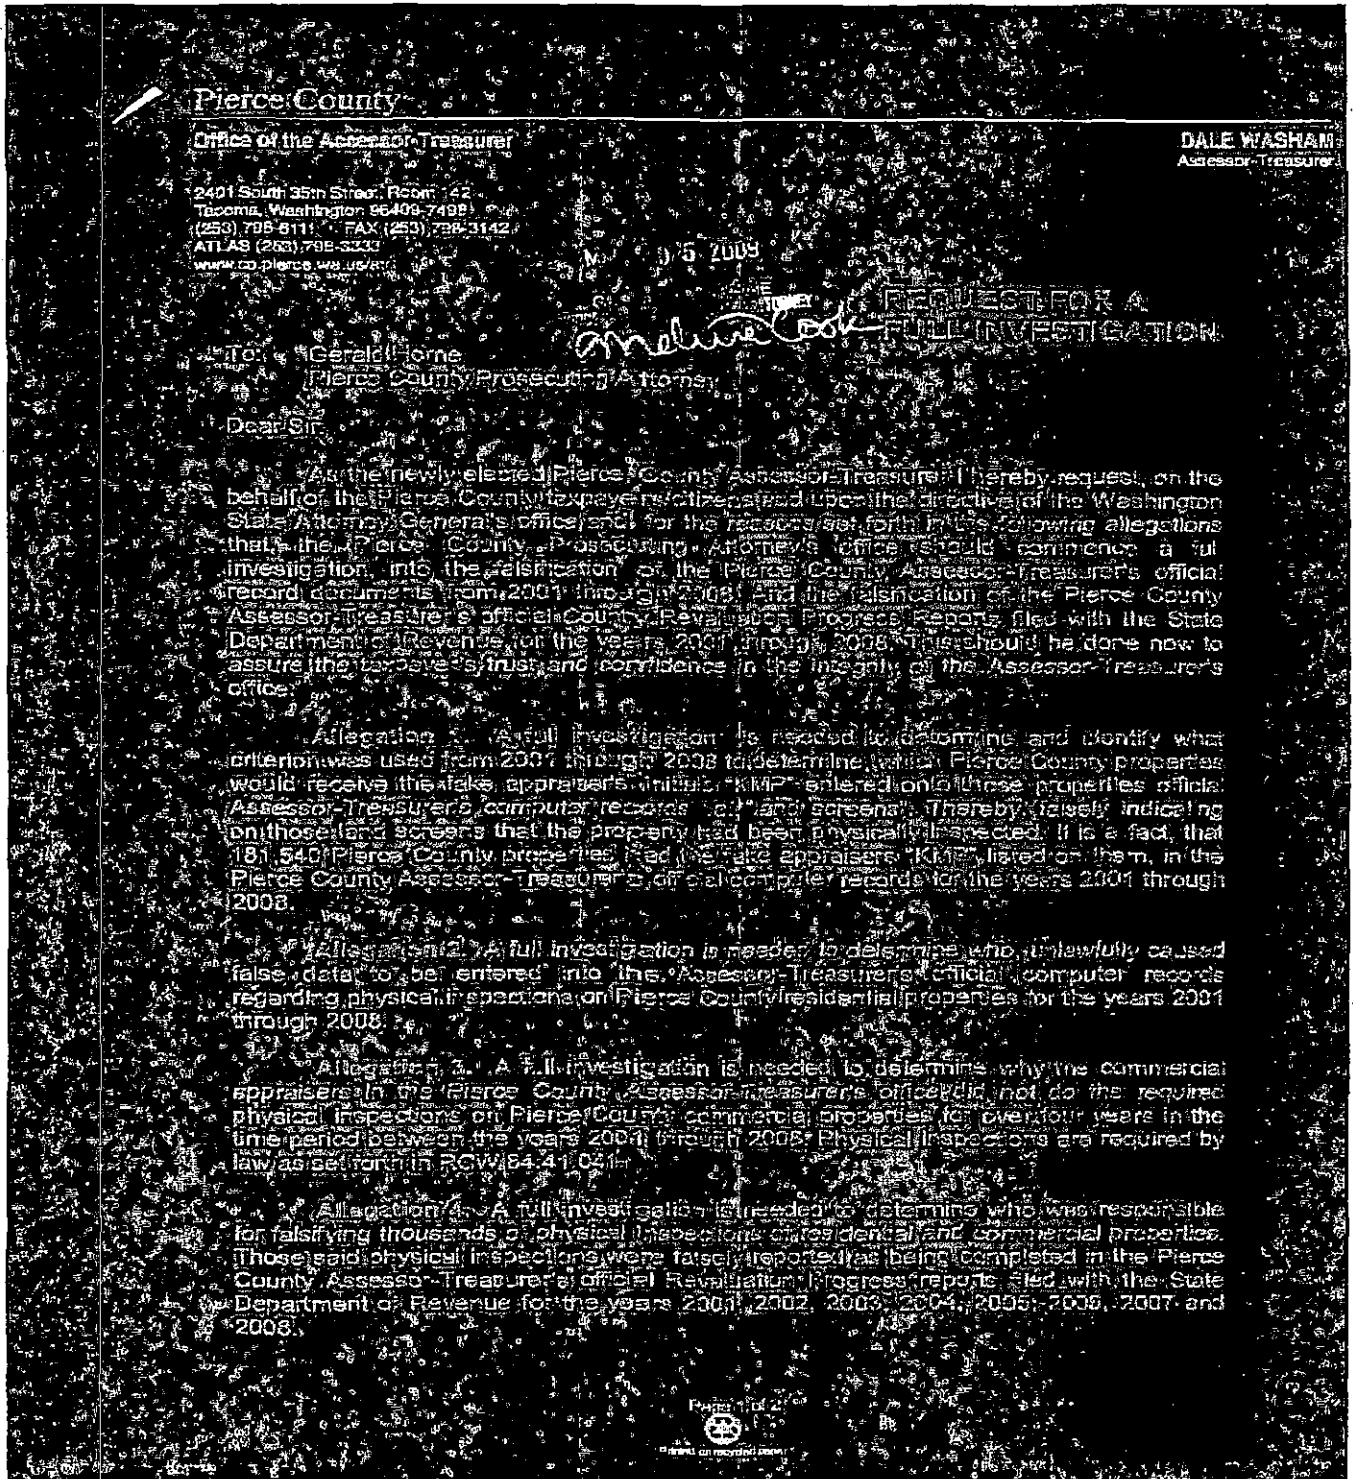 Pierce County
Office of the Assessor-Treasurer
DALE WASHAM
Assessor-Treasurer
2401 South 35th Street, Room 142
Tacoma, Washington 98409-7498
(253) 798-6111 • FAX (253) 798-3142
ATLAS (253) 798-3333
www.co.pierce.wa.us/atr
05 2009
REQUEST FOR A
FULL INVESTIGATION
Cook
To: Gerald Horne
Pierce County Prosecuting Attorney
Dear Sir,
As the newly elected Pierce County Assessor-Treasurer, I hereby request, on the
behalf of the Pierce County taxpayers/citizens and upon the directive of the Washington
State Attorney General's office and for the reasons set forth in the following allegations
that the Pierce County Prosecuting Attorney's office should commence a full
investigation, into the falsification of the Pierce County Assessor-Treasurer's official
record documents from 2001 through 2008. And the falsification of the Pierce County
Assessor-Treasurer's official County Revaluation Progress Reports filed with the State
Department of Revenue for the years 2001 through 2008. This should be done now to
assure the taxpayer's trust and confidence in the integrity of the Assessor-Treasurer's
office.
Allegation A full investigation is needed to determine and identify what
criterion was used from 2001 through 2008 to determine, which Pierce County properties
would receive the fake appraiser's initials "KMP" entered onto those properties official
Assessor-Treasurer's computer records land screens. Thereby falsely indicating
on those land screens that the property had been physically inspected. It is a fact, that
181,540 Pierce County properties had the fake appraisers "KMP" listed on them, in the
Pierce County Assessor-Treasurer's official computer records for the years 2001 through
2008.
Allegation 2. A full investigation is needed to determine who unlawfully caused
false data to be entered into the Assessor-Treasurer's official computer records
regarding physical inspections on Pierce County residential properties for the years 2001
through 2008.
Allegation 3. A full investigation is needed to determine why the commercial
appraisers in the Pierce County Assessor-Treasurer's office did not do the required
physical inspections on Pierce County commercial properties for over four years in the
time period between the years 2001 through 2008. Physical Inspections are required by
law as set forth in RCW 84.41.041.
Allegation 4. A full investigation is needed to determine who was responsible
for falsifying thousands of physical inspections of residential and commercial properties.
Those said physical inspections were falsely reported as being completed in the Pierce
County Assessor-Treasurer's official Revaluation Progress reports filed with the State
Department of Revenue for the years 2001, 2002, 2003, 2004, 2005, 2006, 2007 and
2008.
Page 1 of 2
Printed on recycled paper